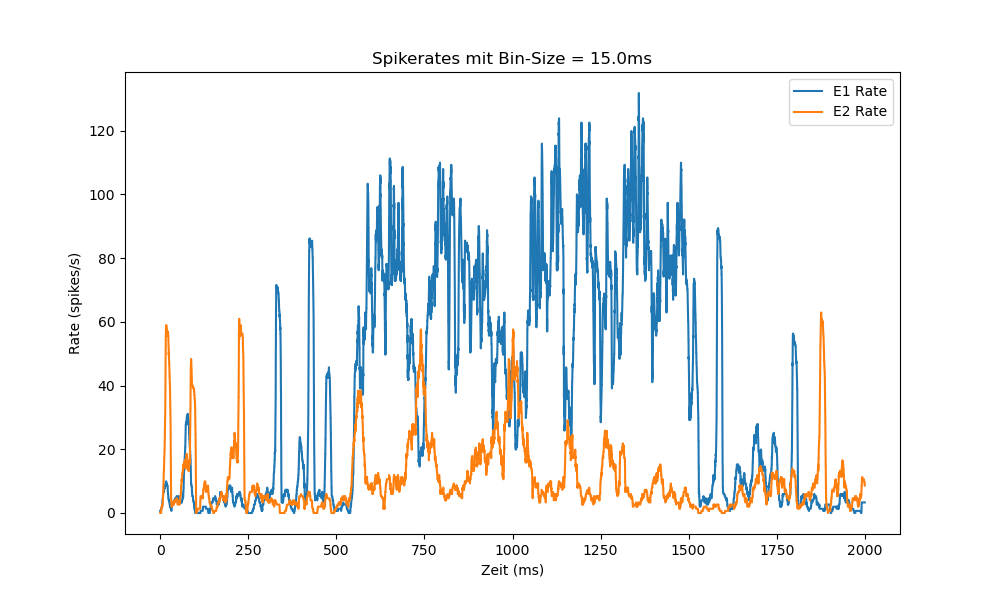 Spikerates mit Bin-Size = 15.0ms
E1 Rate
E2 Rate
120
100
80
60
40
20
0
Rate (spikes/s)
0 250 500 750 1000 1250 1500 1750 2000
Zeit (ms)